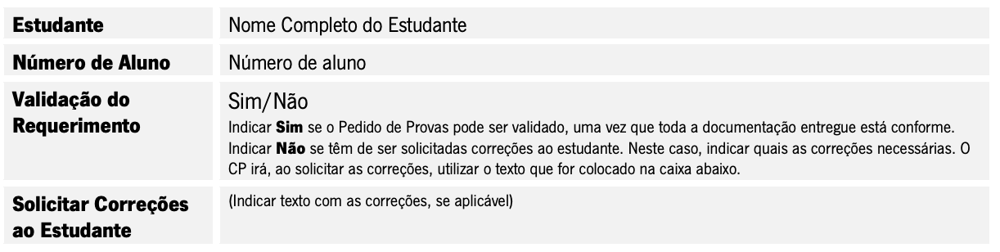 Estudante
Nome Completo do Estudante
Número de Aluno
Número de aluno
Validação do
Requerimento
Sim/Não
Indicar Sim se o Pedido de Provas pode ser validado, uma vez que toda a documentação entregue está conforme.
Indicar Não se têm de ser solicitadas correções ao estudante. Neste caso, indicar quais as correções necessárias. O
CP irá, ao solicitar as correções, utilizar o texto que for colocado na caixa abaixo.
Solicitar Correções
ao Estudante
(Indicar texto com as correções, se aplicável)